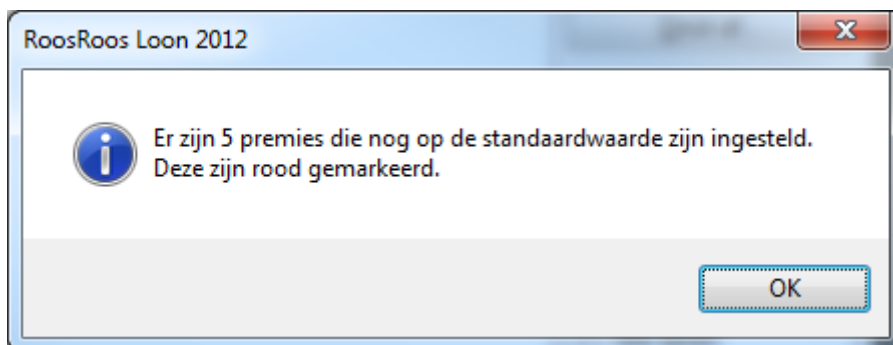 RoosRoos Loon 2012
Er zijn 5 premies die nog op de standaardwaarde zijn ingesteld.
Deze zijn rood gemarkeerd.
OK